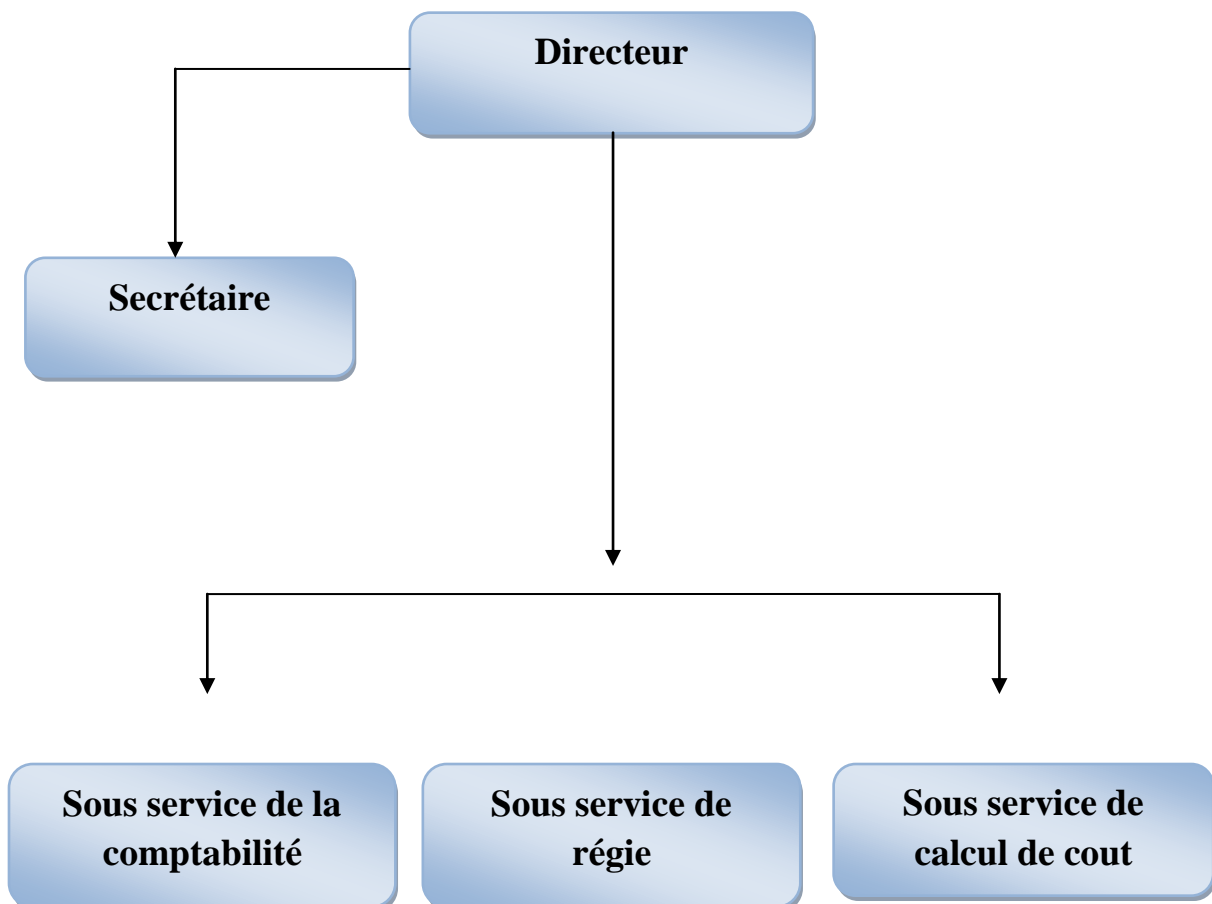 Directeur
Secrétaire
Sous service de la
comptabilité
Sous service de
régie
Sous service de
calcul de cout